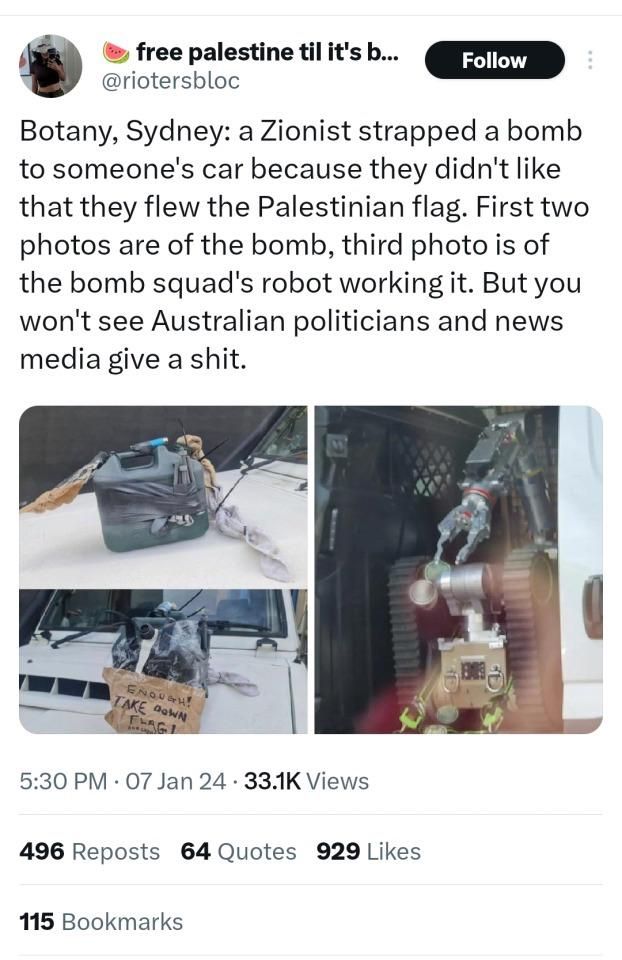 🍉 free palestine til it's b...
@riotersbloc
Follow
Botany, Sydney: a Zionist strapped a bomb
to someone's car because they didn't like
that they flew the Palestinian flag. First two
photos are of the bomb, third photo is of
the bomb squad's robot working it. But you
won't see Australian politicians and news
media give a shit.
ENOUGH!
TAKE DOWN
FLAG!
5:30 PM · 07 Jan 24 · 33.1K Views
496 Reposts 64 Quotes 929 Likes
115 Bookmarks